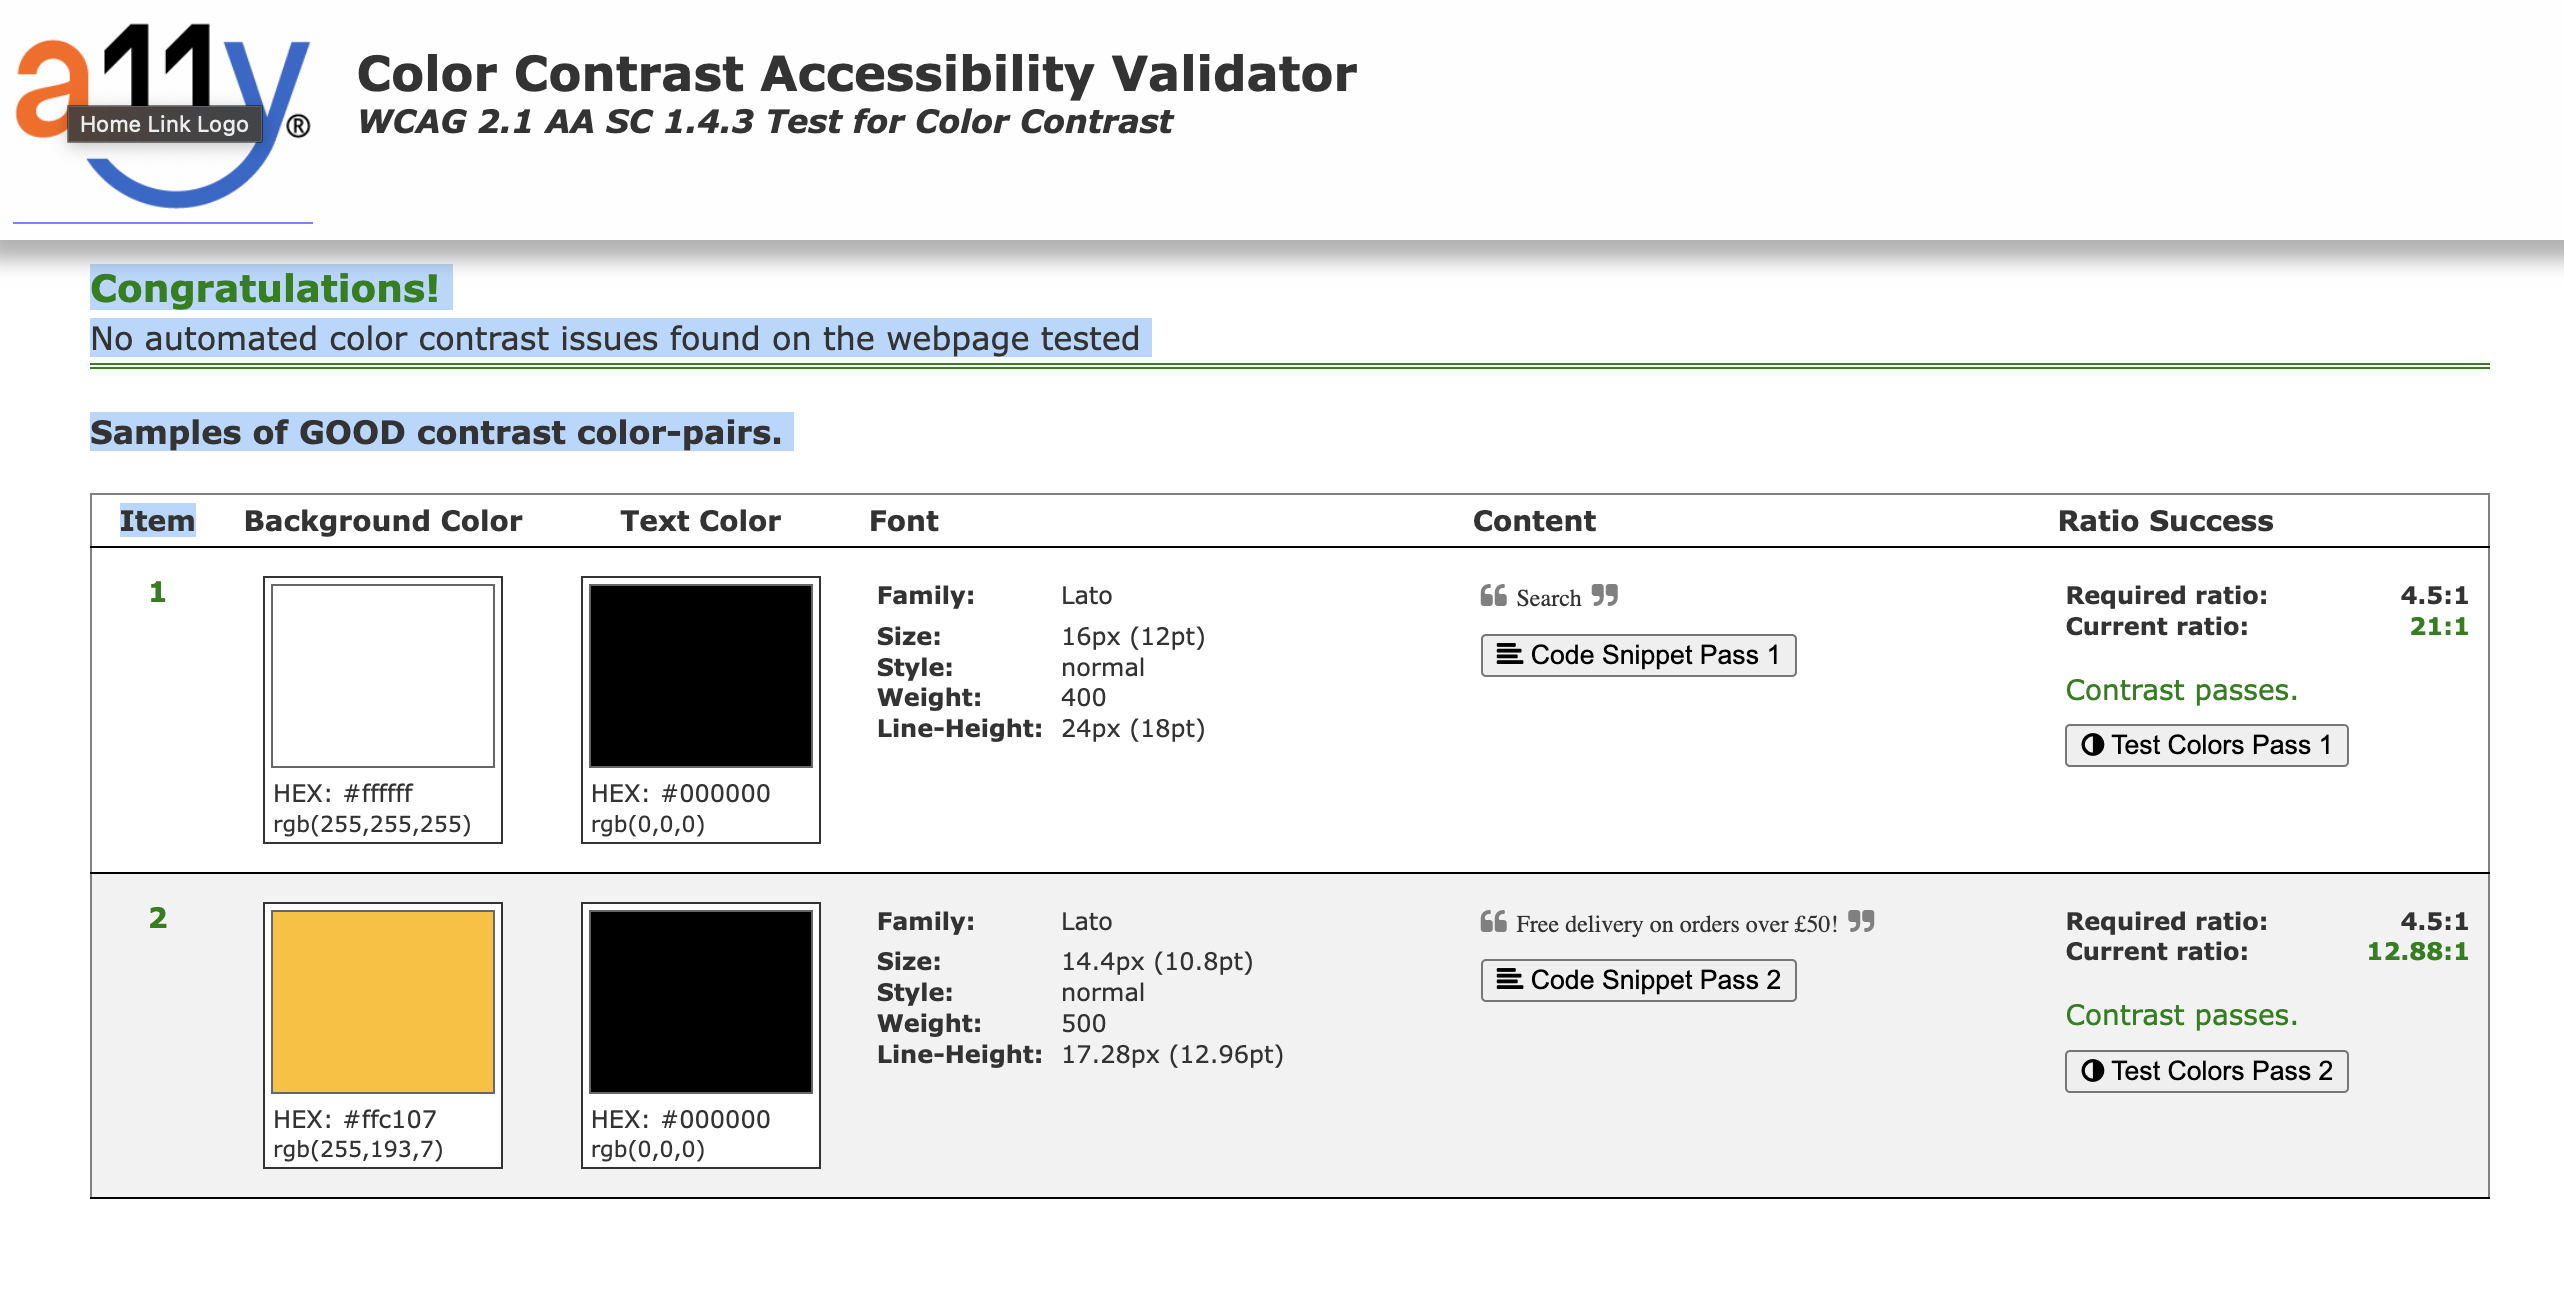 a11y®
Home Link Logo
Color Contrast Accessibility Validator
WCAG 2.1 AA SC 1.4.3 Test for Color Contrast
Congratulations!
No automated color contrast issues found on the webpage tested
Samples of GOOD contrast color-pairs.
Item Background Color Text Color Font Content Ratio Success
1
HEX: #ffffff
rgb(255,255,255)
HEX: #000000
rgb(0,0,0)
Family: Lato
Size: 16px (12pt)
Style: normal
Weight: 400
Line-Height: 24px (18pt)
❝ Search ❞
Code Snippet Pass 1
Required ratio: 4.5:1
Current ratio: 21:1
Contrast passes.
Test Colors Pass 1
2
HEX: #ffc107
rgb(255,193,7)
HEX: #000000
rgb(0,0,0)
Family: Lato
Size: 14.4px (10.8pt)
Style: normal
Weight: 500
Line-Height: 17.28px (12.96pt)
❝ Free delivery on orders over £50! ❞
Code Snippet Pass 2
Required ratio: 4.5:1
Current ratio: 12.88:1
Contrast passes.
Test Colors Pass 2